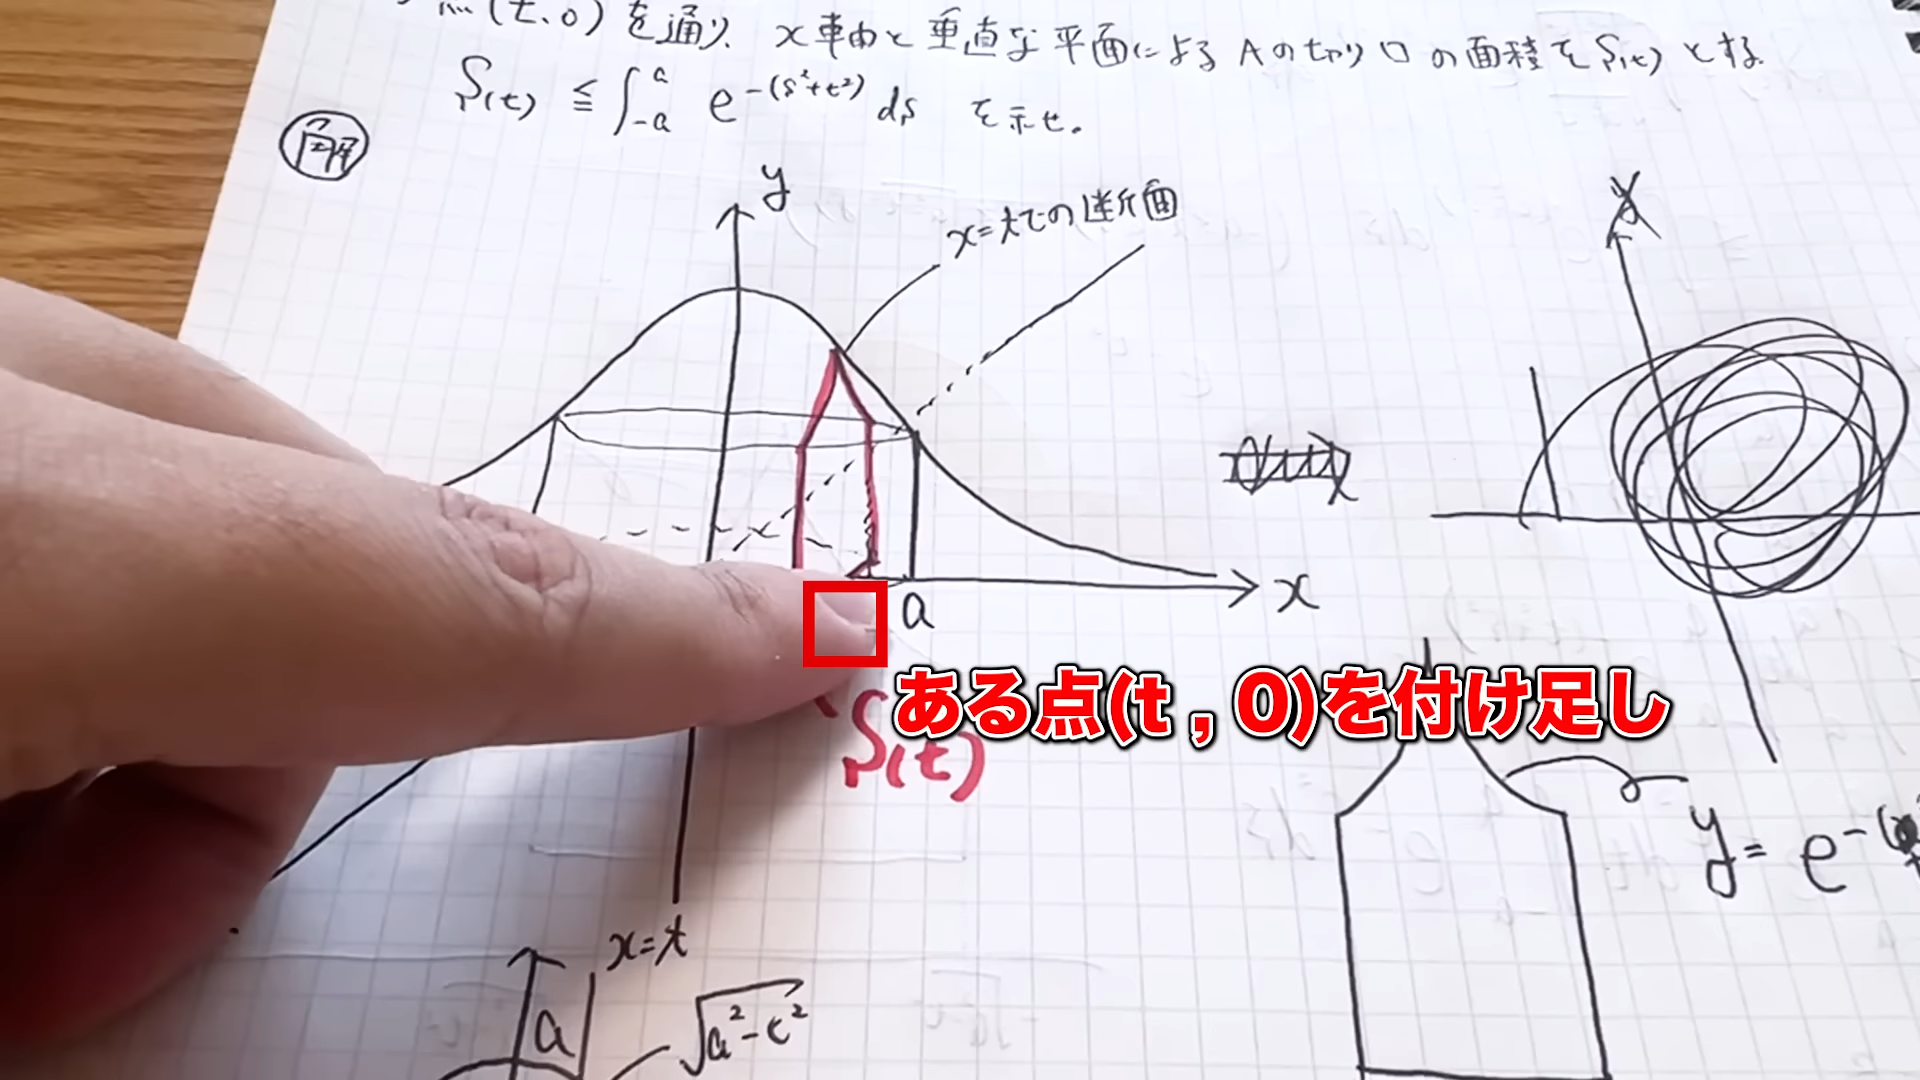 点(t、0)を通り、x軸と垂直な平面によるAの切り口の面積をS(t)とする
S(t) ≦ ∫_{-a}^{a} e^{-(s²+t²)} ds を示せ。
解
y
x=tでの断面
y
x
a
ある点(t , 0)を付け足し
S(t)
y= e^{-(
x=t
a
√a²-t²